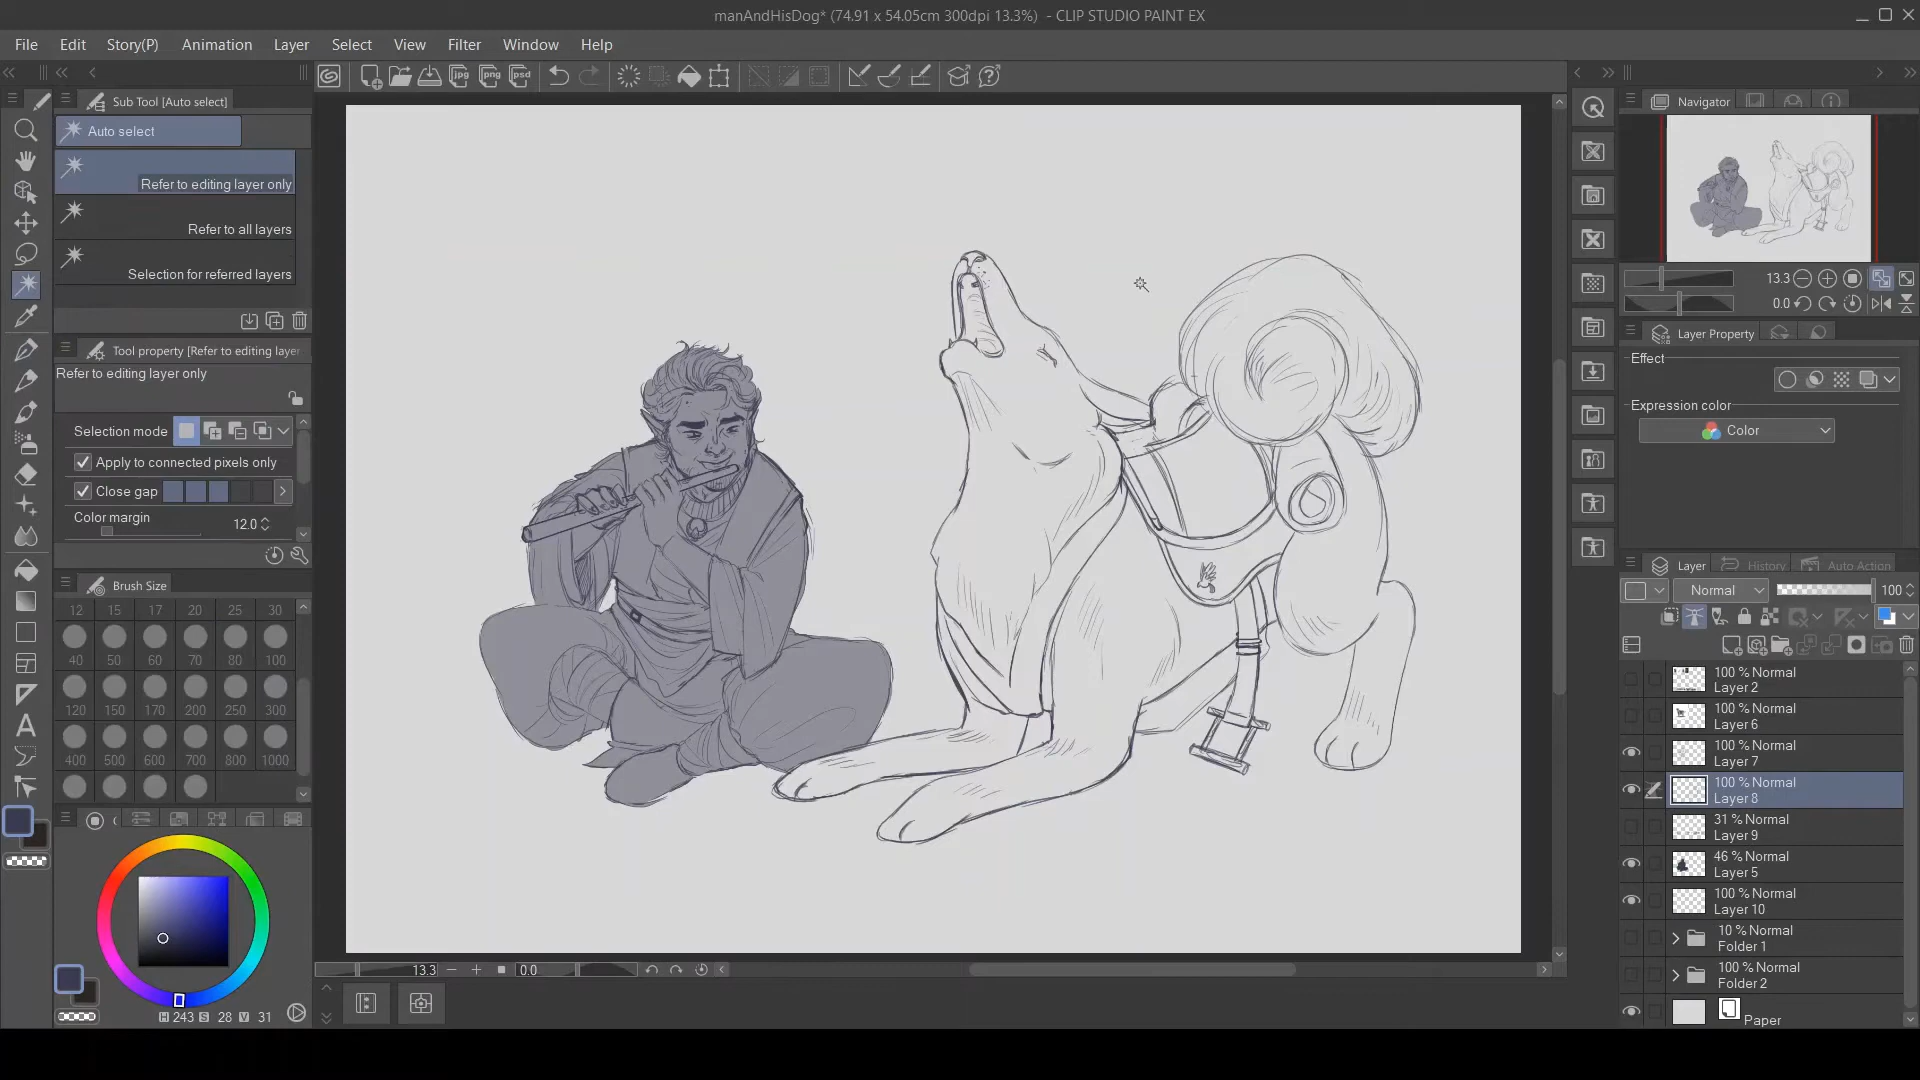 manAndHisDog* (74.91 x 54.05cm 300dpi 13.3%) - CLIP STUDIO PAINT EX
File Edit Story(P) Animation Layer Select View Filter Window Help
jpg png psd
Sub Tool [Auto select]
Auto select
Refer to editing layer only
Refer to all layers
Selection for referred layers
Tool property [Refer to editing layer
Refer to editing layer only
Selection mode
Apply to connected pixels only
Close gap
Color margin 12.0
Brush Size
12 15 17 20 25 30
40 50 60 70 80 100
120 150 170 200 250 300
400 500 600 700 800 1000
H 243 S 28 V 31
13.3 0.0
Navigator
13.3
0.0
Layer Property
Effect
Expression color
Color
Layer History Auto Action
Normal 100
100 % Normal
Layer 2
100 % Normal
Layer 6
100 % Normal
Layer 7
100 % Normal
Layer 8
31 % Normal
Layer 9
46 % Normal
Layer 5
100 % Normal
Layer 10
10 % Normal
Folder 1
100 % Normal
Folder 2
Paper